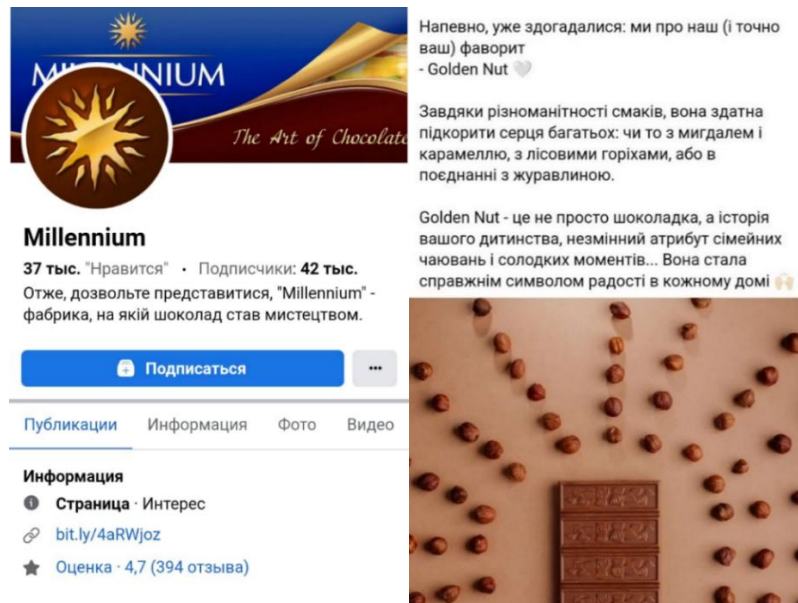 MILLENNIUM
The Art of Chocolate
Millennium
37 тыс. "Нравится" • Подписчики: 42 тыс.
Отже, дозвольте представитися, "Millennium" -
фабрика, на якій шоколад став мистецтвом.
Подписаться
Публикации Информация Фото Видео
Информация
Страница · Интерес
bit.ly/4aRWjoz
Оценка · 4,7 (394 отзыва)
Напевно, уже здогадалися: ми про наш (і точно
ваш) фаворит
- Golden Nut 🤍
Завдяки різноманітності смаків, вона здатна
підкорити серця багатьох: чи то з мигдалем і
карамеллю, з лісовими горіхами, або в
поєднанні з журавлиною.
Golden Nut - це не просто шоколадка, а історія
вашого дитинства, незмінний атрибут сімейних
чаювань і солодких моментів... Вона стала
справжнім символом радості в кожному домі 🙌🏻